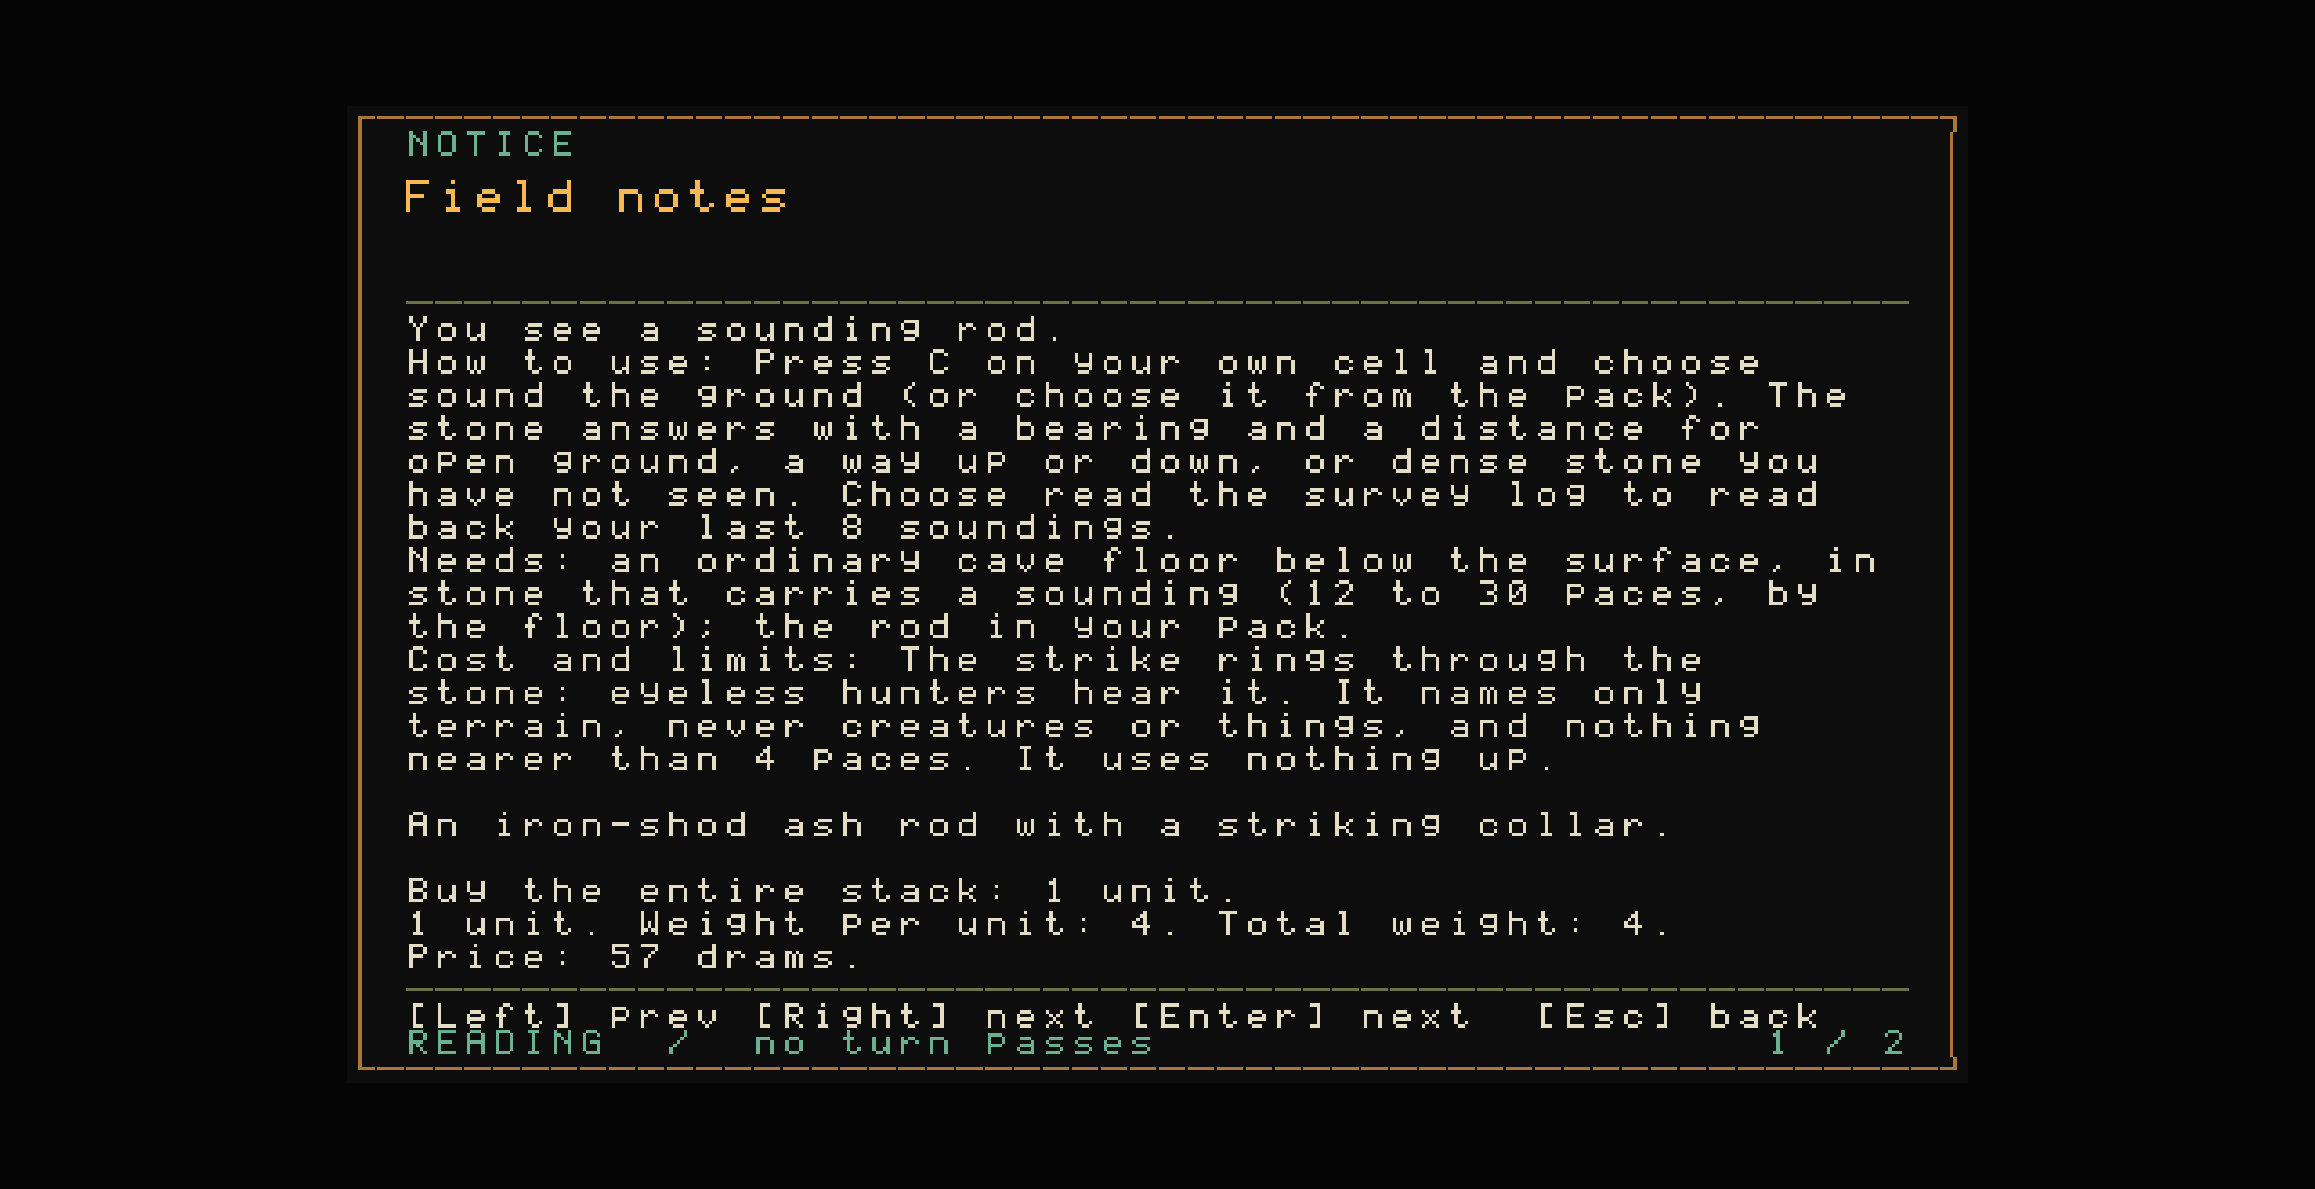 NOTICE
Field notes
You see a sounding rod.
How to use: Press C on your own cell and choose
sound the ground (or choose it from the pack). The
stone answers with a bearing and a distance for
open ground, a way up or down, or dense stone you
have not seen. Choose read the survey log to read
back your last 8 soundings.
Needs: an ordinary cave floor below the surface, in
stone that carries a sounding (12 to 30 paces, by
the floor); the rod in your pack.
Cost and limits: The strike rings through the
stone: eyeless hunters hear it. It names only
terrain, never creatures or things, and nothing
nearer than 4 paces. It uses nothing up.
An iron-shod ash rod with a striking collar.
Buy the entire stack: 1 unit.
1 unit. Weight per unit: 4. Total weight: 4.
Price: 57 drams.
[Left] prev [Right] next [Enter] next [Esc] back
READING / no turn passes 1 / 2